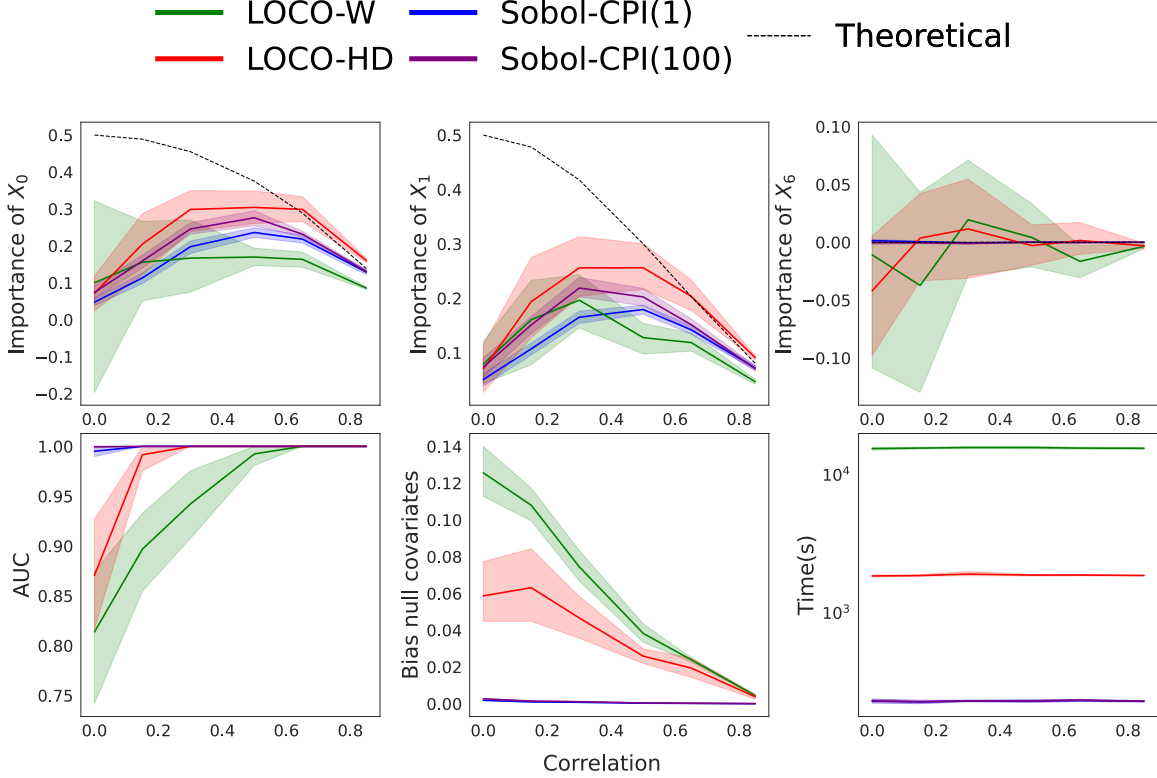 LOCO-W
Sobol-CPI(1)
Theoretical
LOCO-HD
Sobol-CPI(100)
Importance of X₀
0.5
0.4
0.3
0.2
0.1
0.0
−0.1
−0.2
0.0 0.2 0.4 0.6 0.8
Importance of X₁
0.5
0.4
0.3
0.2
0.1
0.0 0.2 0.4 0.6 0.8
Importance of X₆
0.10
0.05
0.00
−0.05
−0.10
0.0 0.2 0.4 0.6 0.8
AUC
1.00
0.95
0.90
0.85
0.80
0.75
0.0 0.2 0.4 0.6 0.8
Bias null covariates
0.14
0.12
0.10
0.08
0.06
0.04
0.02
0.00
0.0 0.2 0.4 0.6 0.8
Time(s)
10⁴
10³
0.0 0.2 0.4 0.6 0.8
Correlation